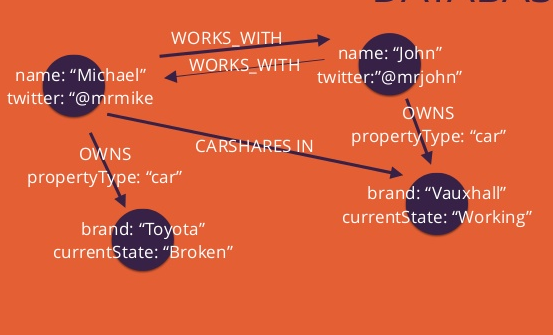 WORKS_WITH
WORKS_WITH
name: “Michael”
twitter: “@mrmike
name: “John”
twitter:”@mrjohn”
OWNS
propertyType: “car”
CARSHARES IN
OWNS
propertyType: “car”
brand: “Vauxhall”
currentState: “Working”
brand: “Toyota”
currentState: “Broken”